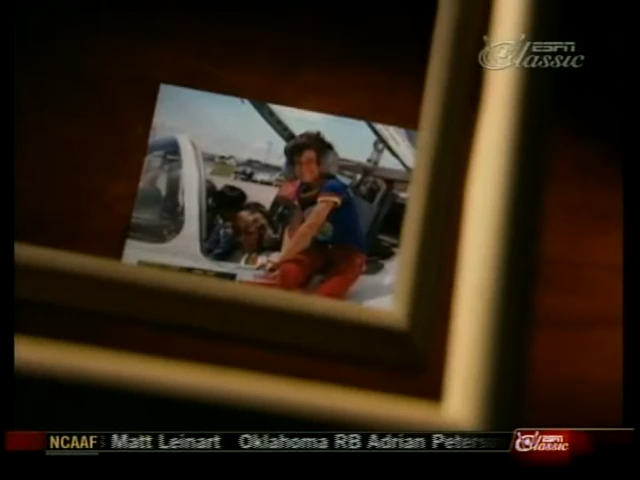 ESPN
Classic
NCAAF Matt Leinart Oklahoma RB Adrian Peterson
ESPN
Classic